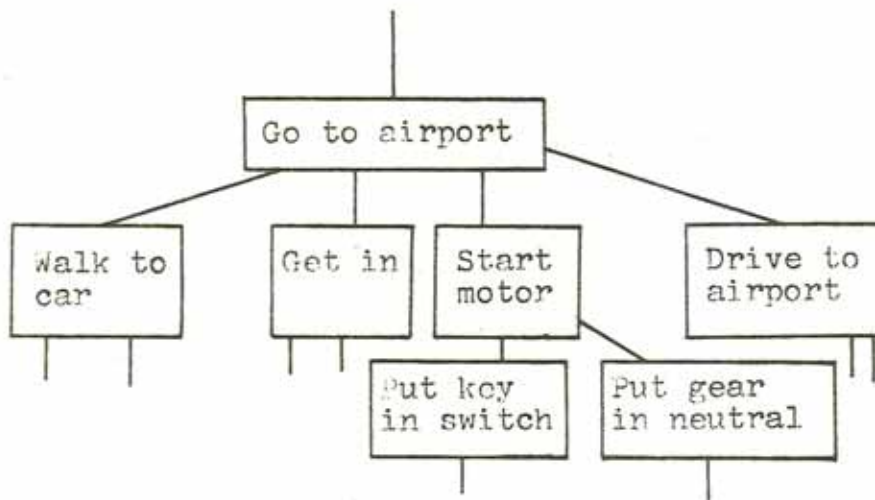 Go to airport
Walk to
car
Get in
Start
motor
Drive to
airport
Put key
in switch
Put gear
in neutral